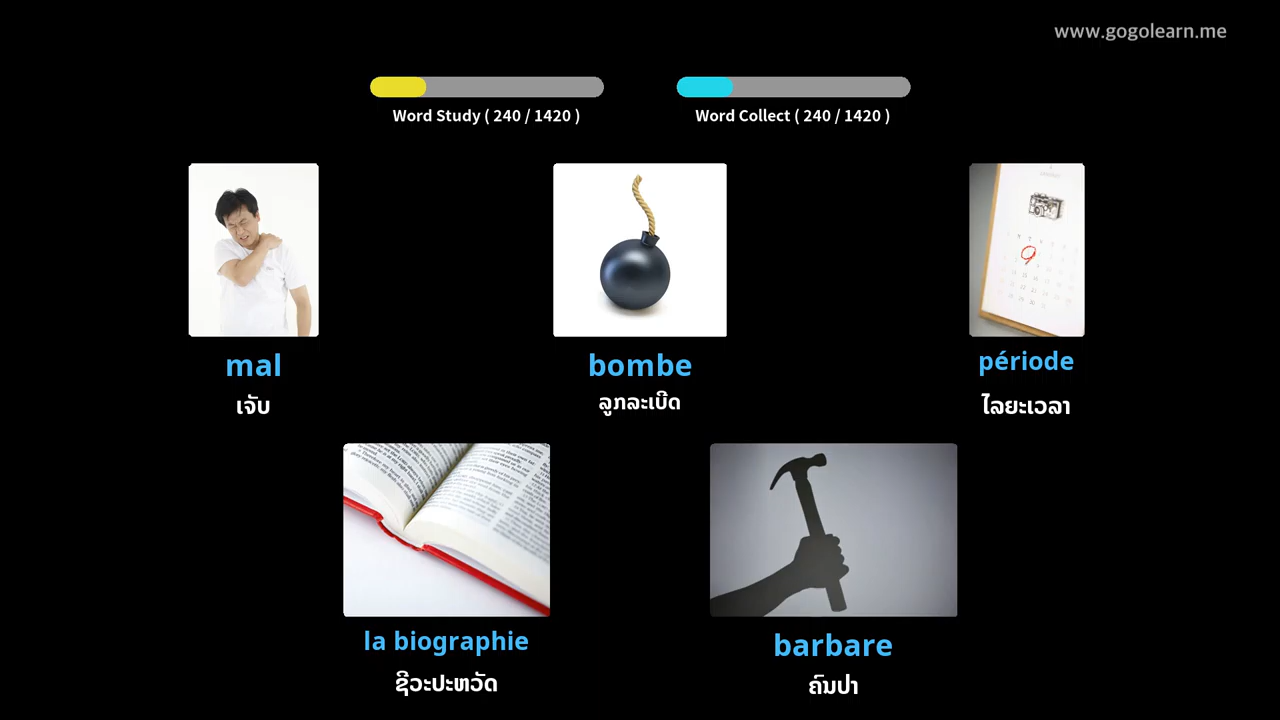 www.gogolearn.me
Word Study ( 240 / 1420 )
Word Collect ( 240 / 1420 )
mal
ເຈັບ
bombe
ລູກລະເບີດ
période
ໄລຍະເວລາ
la biographie
ຊີວະປະຫວັດ
barbare
ຄົນປ່າ